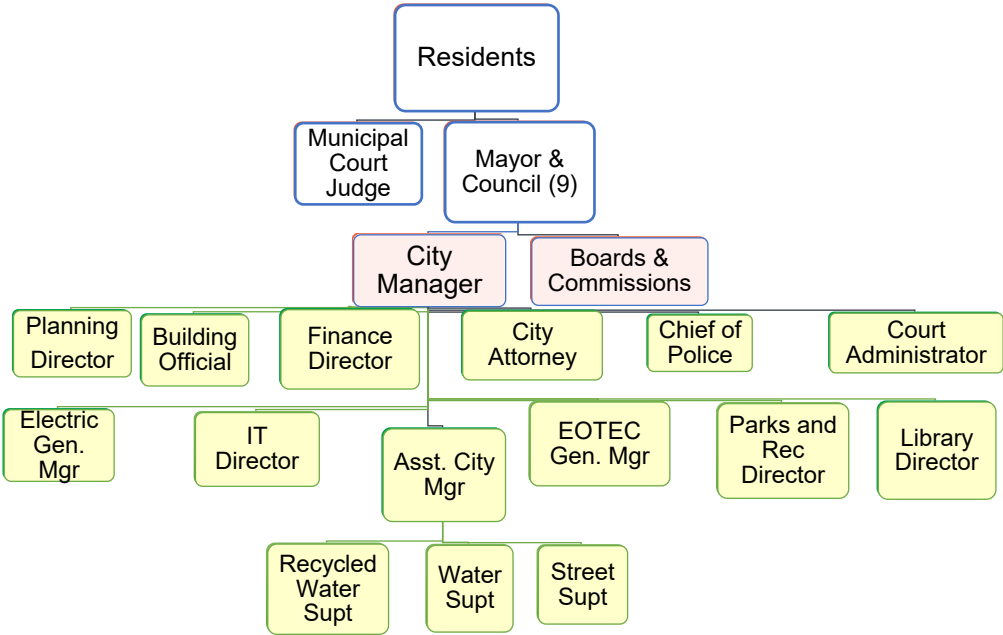 Residents
Municipal
Court
Judge
Mayor &
Council (9)
City
Manager
Boards &
Commissions
Planning
Director
Building
Official
Finance
Director
City
Attorney
Chief of
Police
Court
Administrator
Electric
Gen.
Mgr
IT
Director
Asst. City
Mgr
EOTEC
Gen. Mgr
Parks and
Rec
Director
Library
Director
Recycled
Water
Supt
Water
Supt
Street
Supt